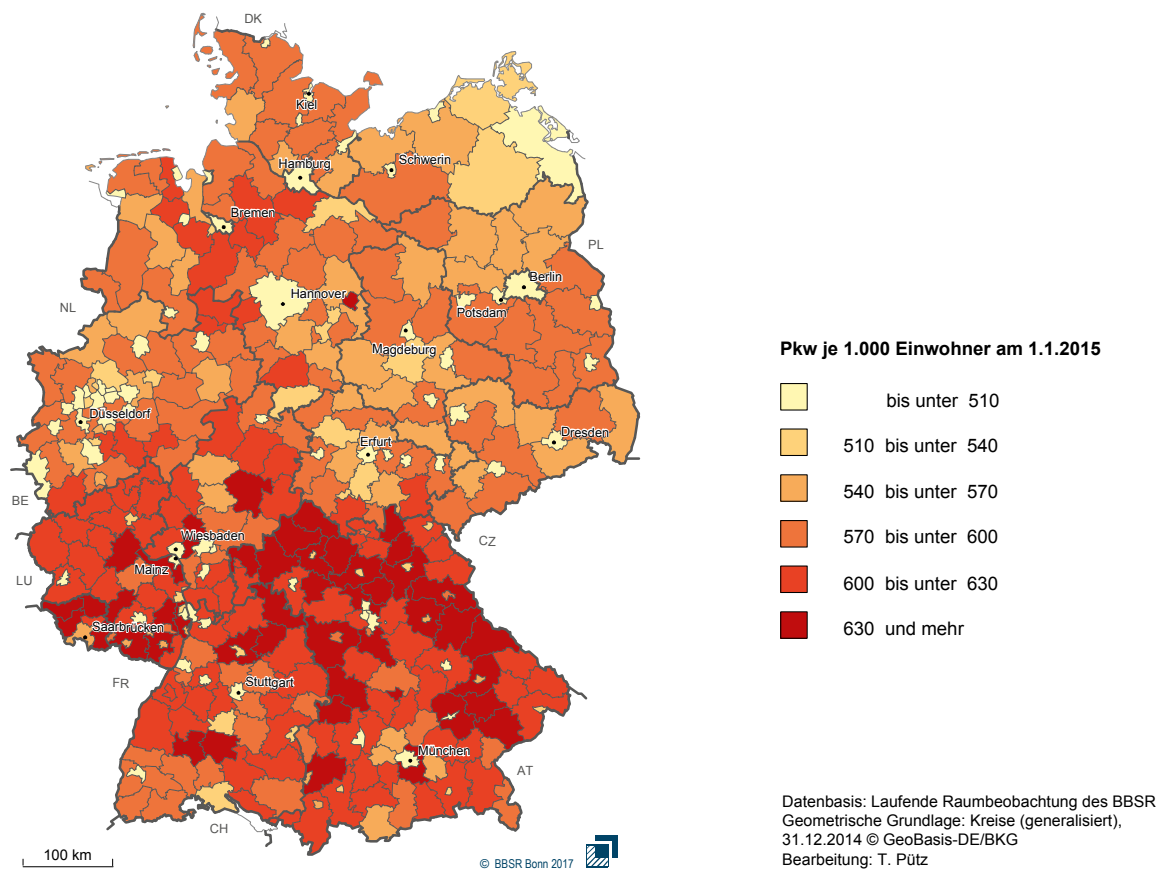 DK
Kiel
Hamburg
Schwerin
Bremen
PL
Berlin
Hannover
NL
Potsdam
Magdeburg
Düsseldorf
Dresden
Erfurt
BE
Wiesbaden
CZ
Mainz
LU
Saarbrücken
Stuttgart
FR
München
AT
CH
100 km
© BBSR Bonn 2017
Pkw je 1.000 Einwohner am 1.1.2015
bis unter 510
510 bis unter 540
540 bis unter 570
570 bis unter 600
600 bis unter 630
630 und mehr
Datenbasis: Laufende Raumbeobachtung des BBSR
Geometrische Grundlage: Kreise (generalisiert),
31.12.2014 © GeoBasis-DE/BKG
Bearbeitung: T. Pütz